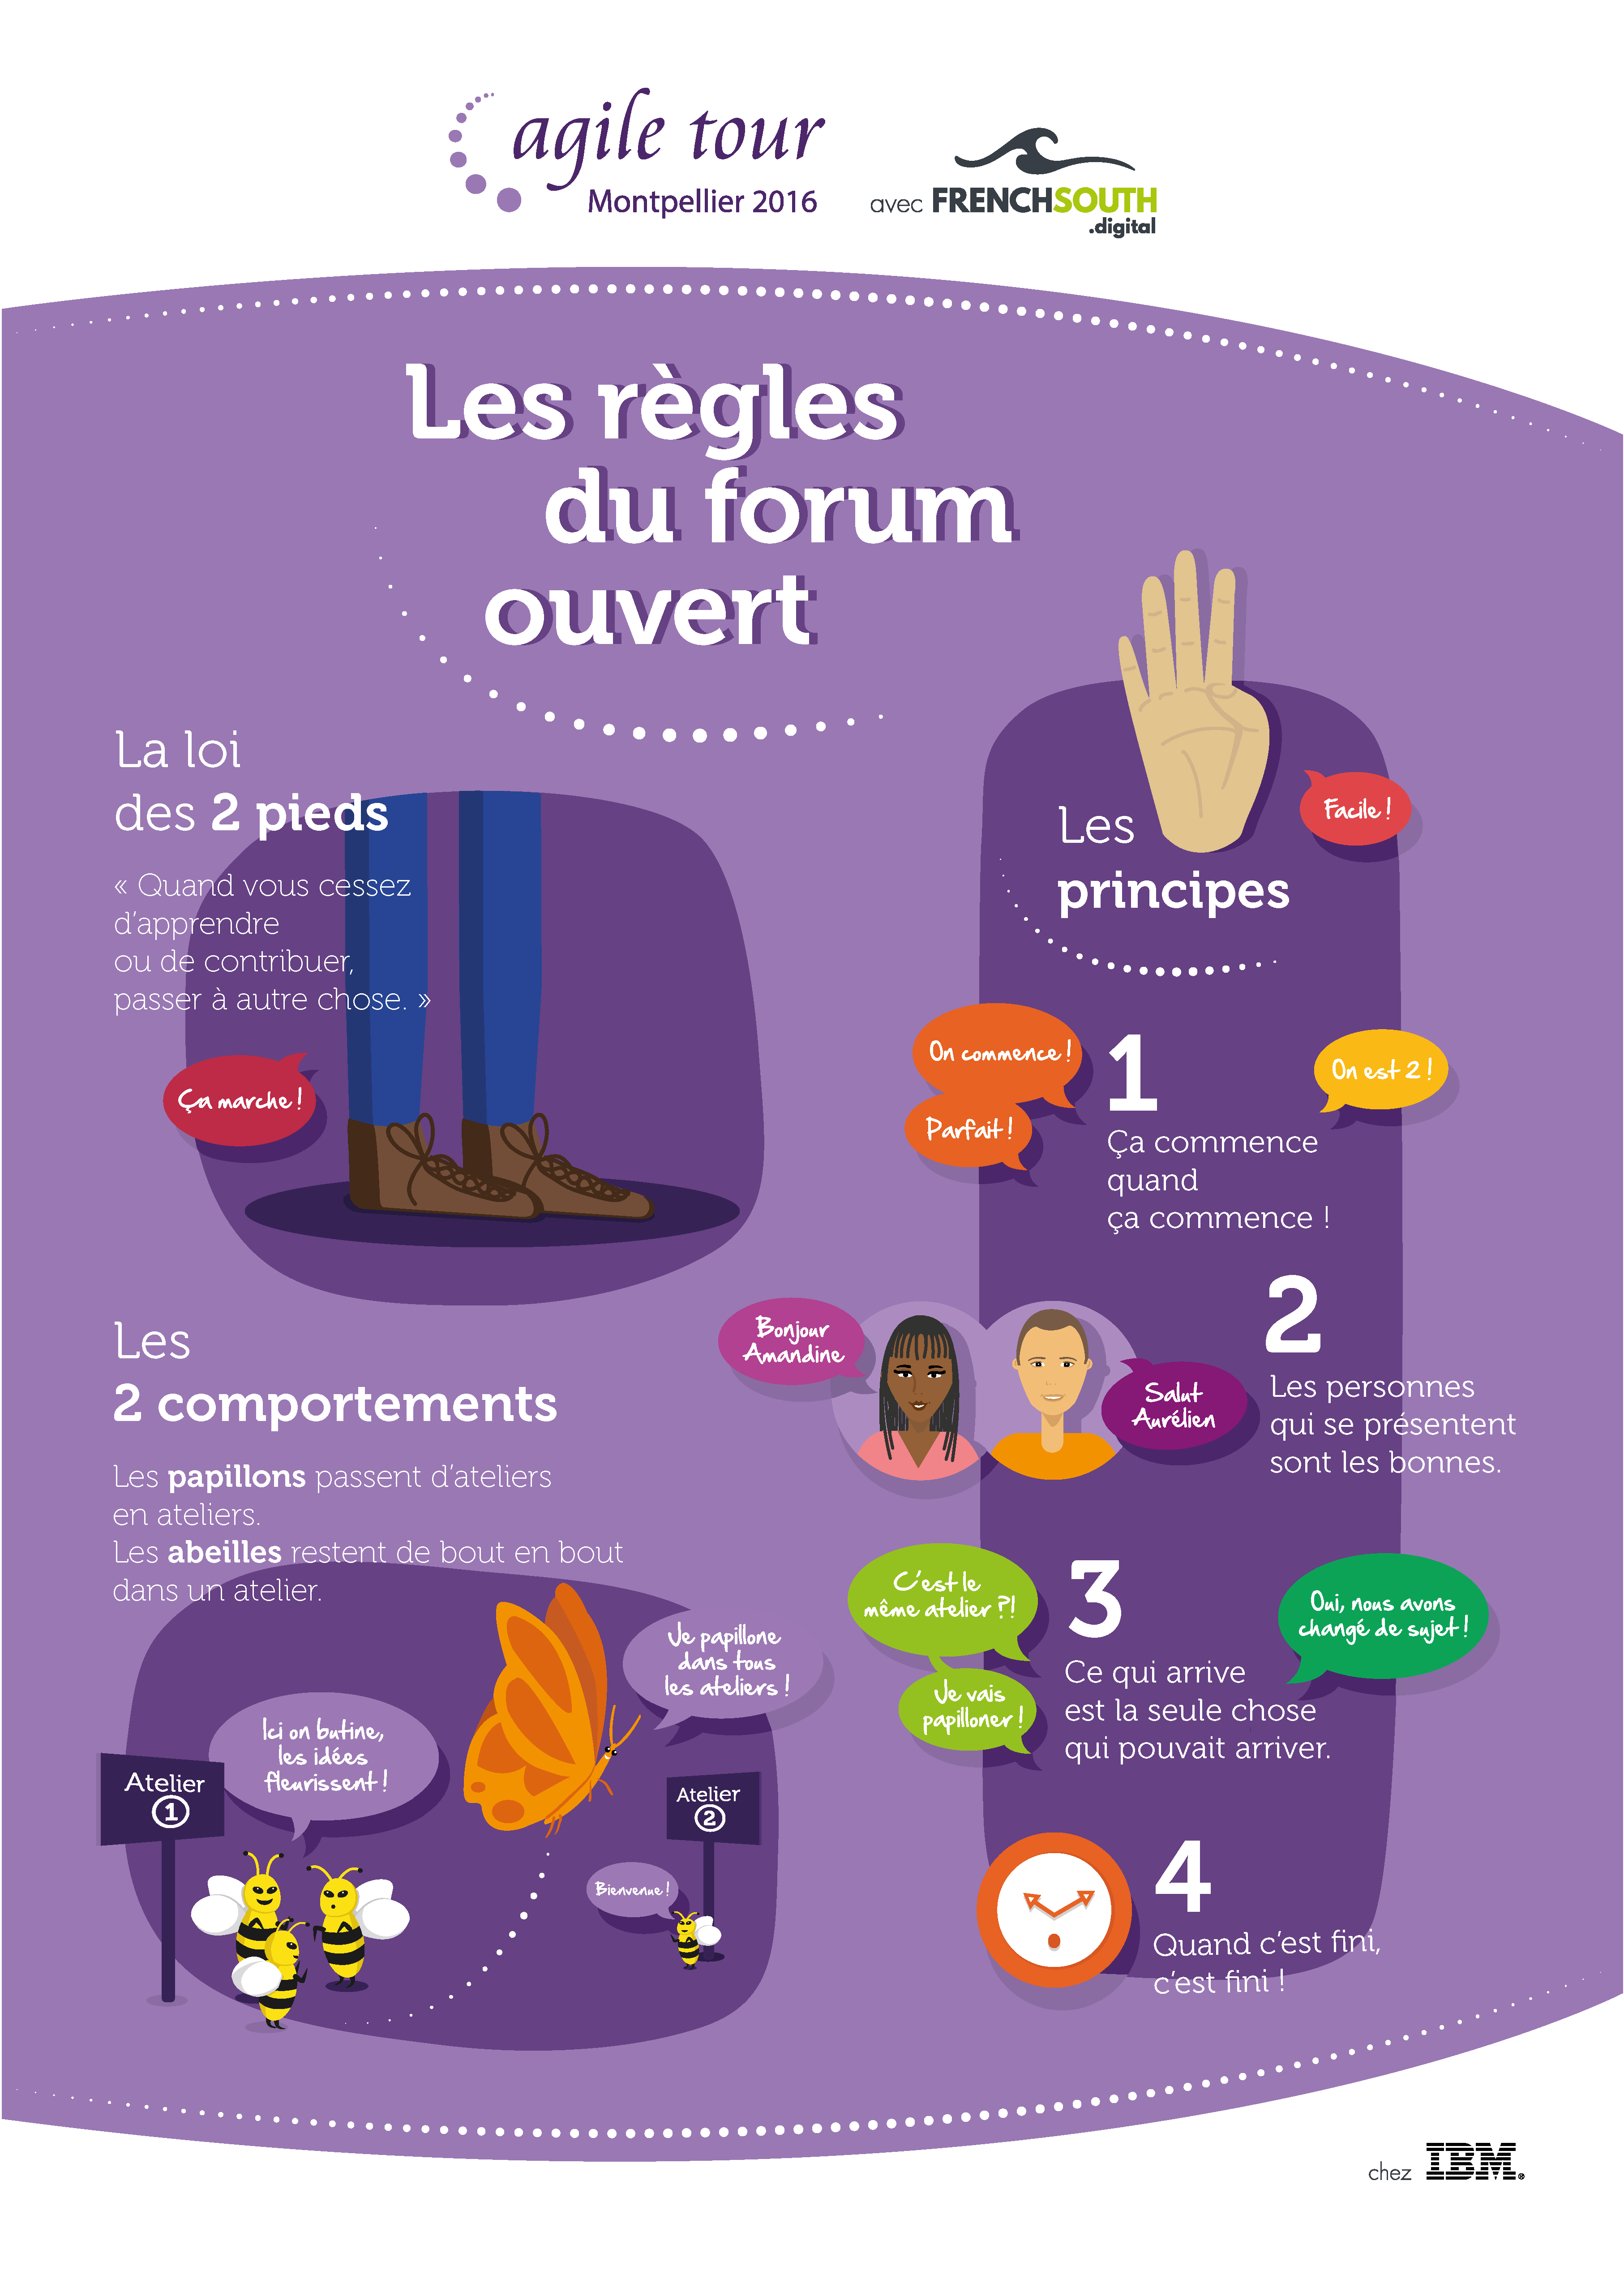 agile tour
Montpellier 2016
avec FRENCHSOUTH
.digital
Les règles
du forum
ouvert
La loi
des 2 pieds
« Quand vous cessez
d'apprendre
ou de contribuer,
passer à autre chose. »
Ça marche !
Les
2 comportements
Les papillons passent d'ateliers
en ateliers.
Les abeilles restent de bout en bout
dans un atelier.
Je papillone
dans tous
les ateliers !
Ici on butine,
les idées
fleurissent !
Atelier
1
Atelier
2
Bienvenue !
Les
principes
Facile !
On commence !
Parfait !
1
On est 2 !
Ça commence
quand
ça commence !
Bonjour
Amandine
Salut
Aurélien
2
Les personnes
qui se présentent
sont les bonnes.
C'est le
même atelier ?!
Je vais
papilloner !
3
Oui, nous avons
changé de sujet !
Ce qui arrive
est la seule chose
qui pouvait arriver.
4
Quand c'est fini,
c'est fini !
chez IBM®